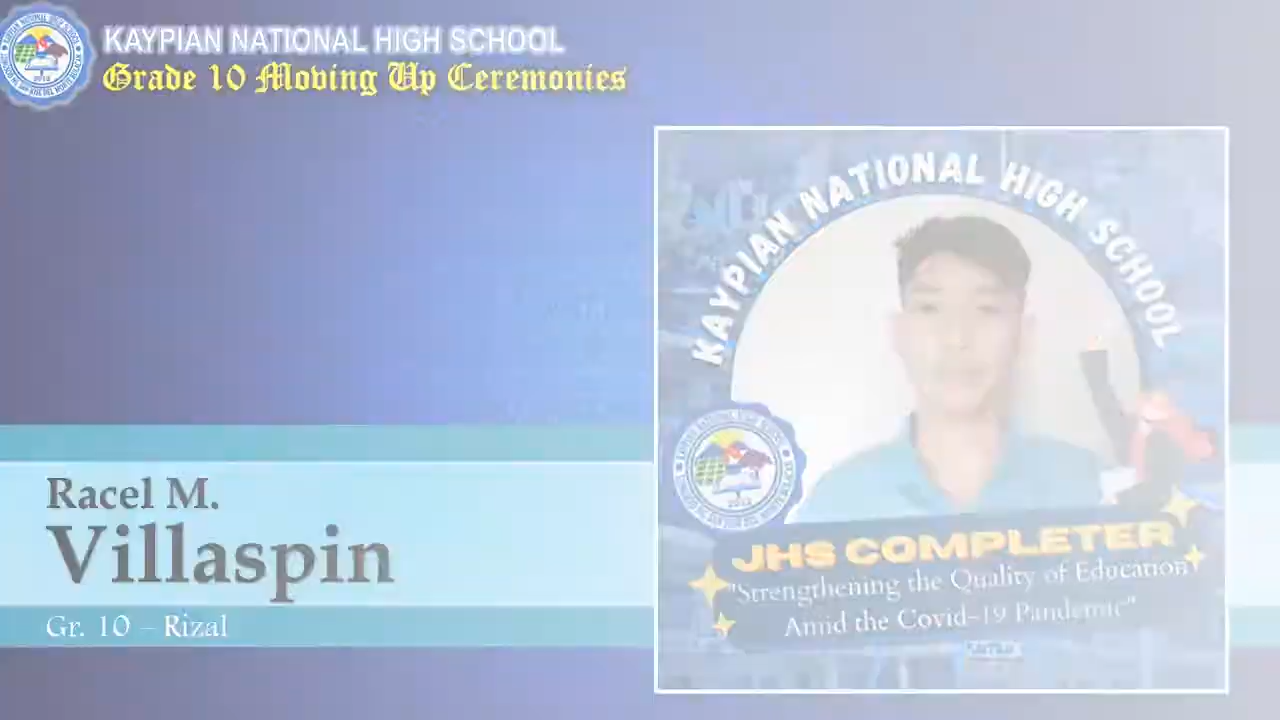 KAYPIAN NATIONAL HIGH SCHOOL
Grade 10 Moving Up Ceremonies
KAYPIAN NATIONAL HIGH SCHOOL
2012
JHS COMPLETER
"Strengthening the Quality of Education
Amid the Covid-19 Pandemic"
Racel M.
Villaspin
Gr. 10 – Rizal